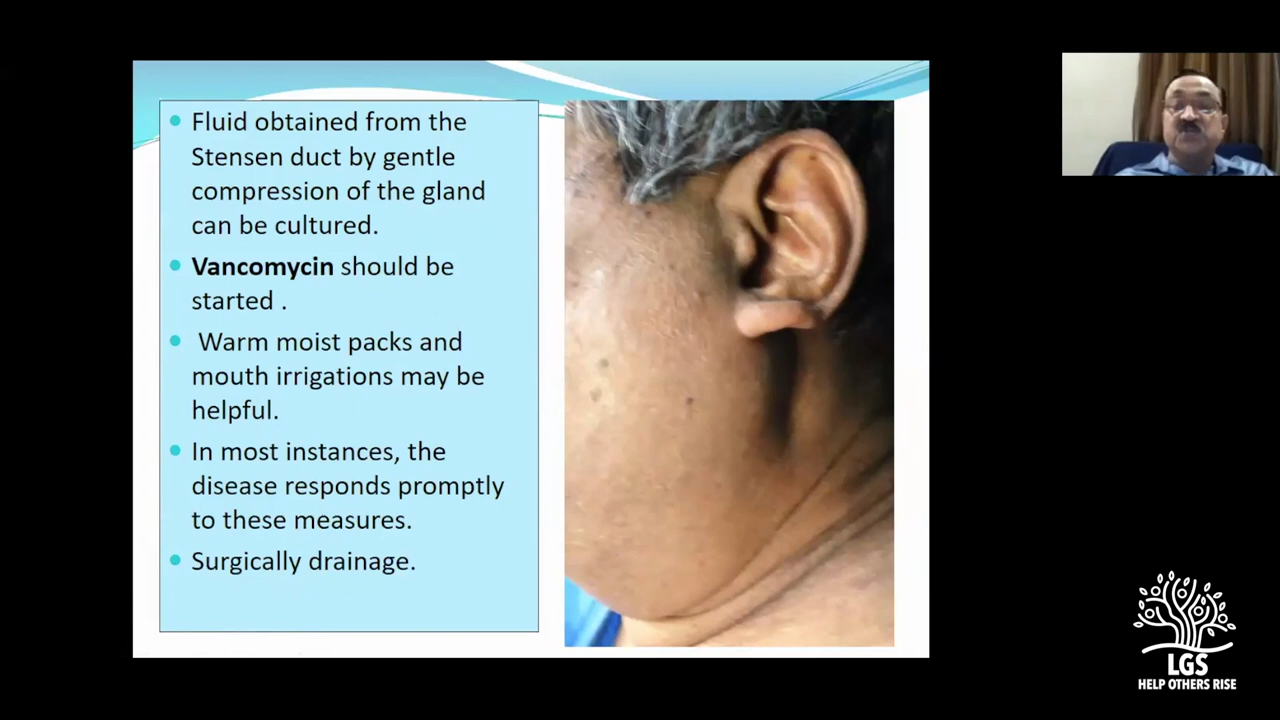 Fluid obtained from the
Stensen duct by gentle
compression of the gland
can be cultured.
Vancomycin should be
started .
Warm moist packs and
mouth irrigations may be
helpful.
In most instances, the
disease responds promptly
to these measures.
Surgically drainage.
LGS
HELP OTHERS RISE